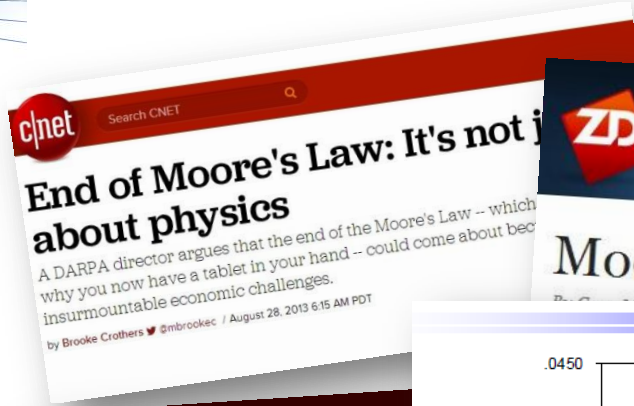 c|net
Search CNET
End of Moore's Law: It's not
about physics
A DARPA director argues that the end of the Moore's Law -- which
why you now have a tablet in your hand -- could come about
insurmountable economic challenges.
by Brooke Crothers @mbrookec / August 28, 2013 6:15 AM PDT
ZD
Mo
.0450